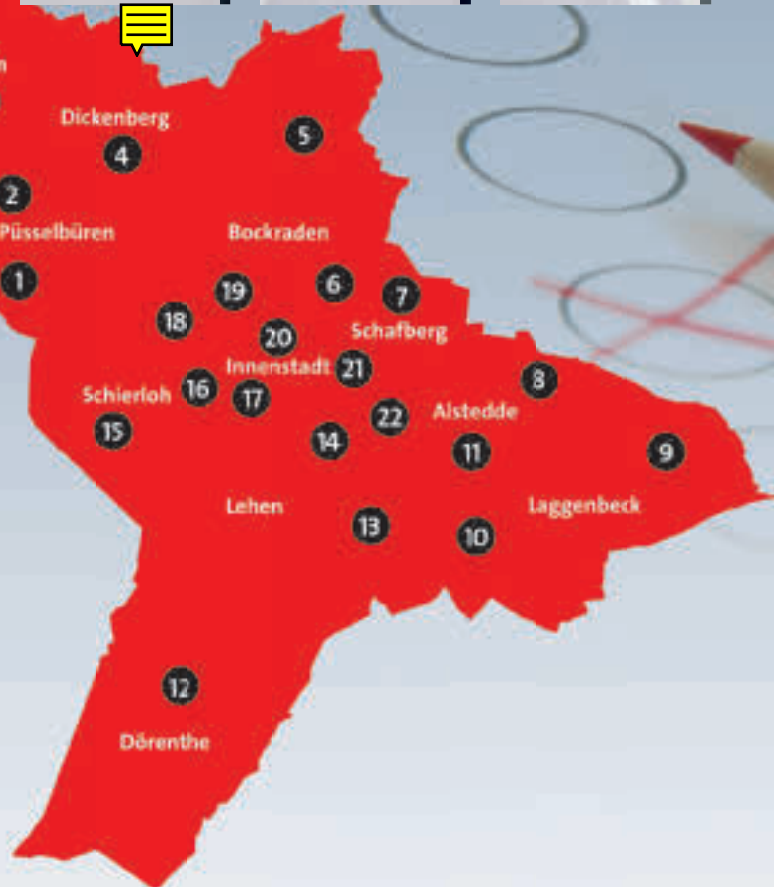 Dickenberg
4
5
2
Püsselbüren
Bockraden
1
19
6
7
18
20
Schafberg
Innenstadt
21
8
Schierloh
16
17
22
Alstedde
15
14
11
9
Lehen
Laggenbeck
13
10
12
Dörenthe